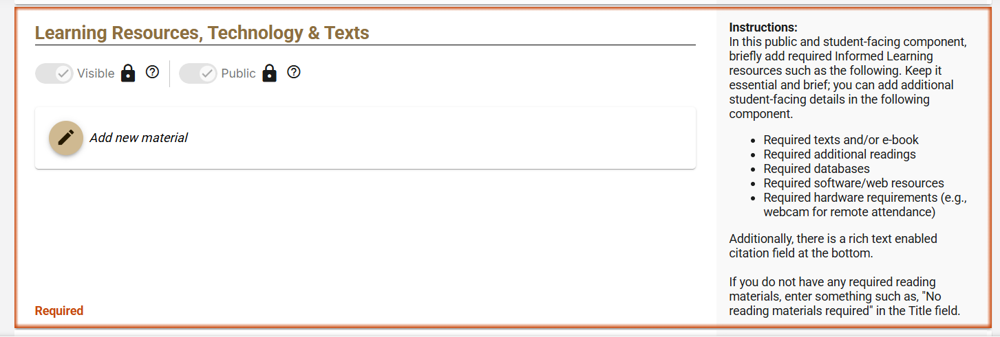 Learning Resources, Technology & Texts
Visible
Public
Add new material
Required
Instructions:
In this public and student-facing component,
briefly add required Informed Learning
resources such as the following. Keep it
essential and brief; you can add additional
student-facing details in the following
component.
Required texts and/or e-book
Required additional readings
Required databases
Required software/web resources
Required hardware requirements (e.g.,
webcam for remote attendance)
Additionally, there is a rich text enabled
citation field at the bottom.
If you do not have any required reading
materials, enter something such as, "No
reading materials required" in the Title field.